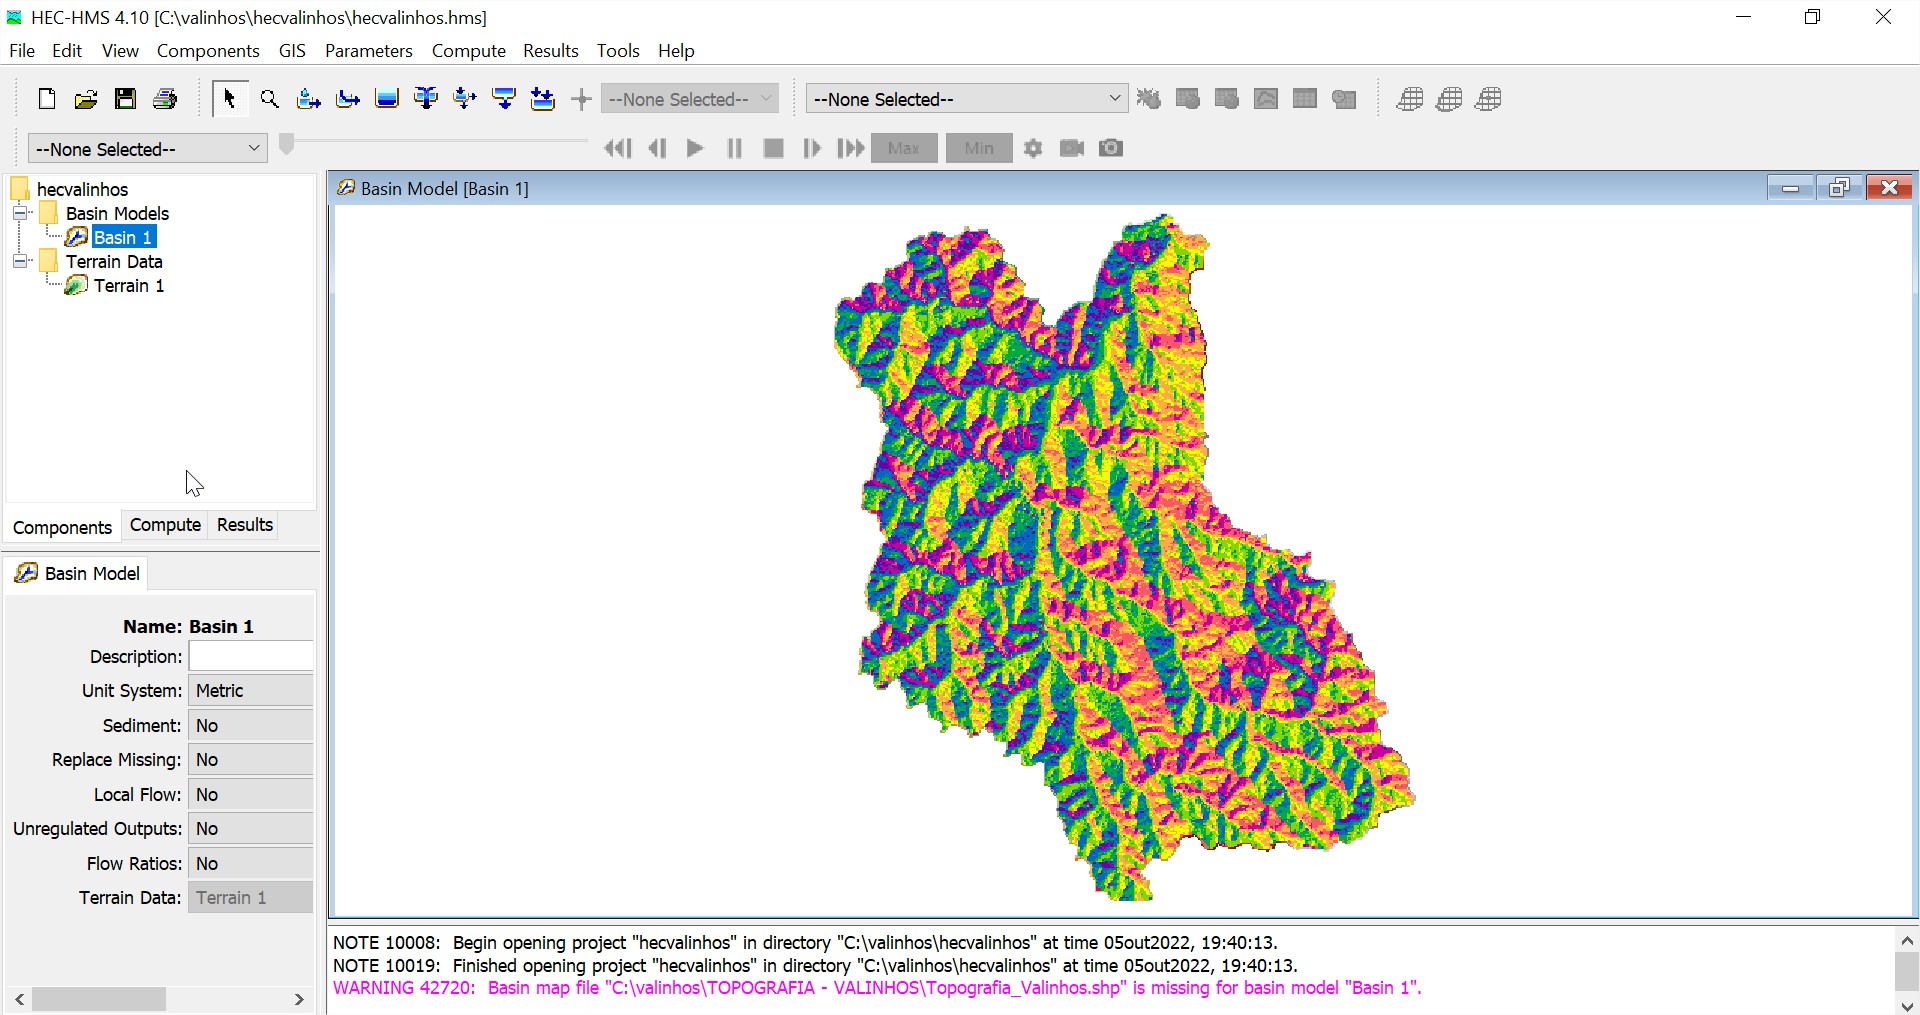 HEC-HMS 4.10 [C:\valinhos\hecvalinhos\hecvalinhos.hms]
File Edit View Components GIS Parameters Compute Results Tools Help
--None Selected-- --None Selected--
--None Selected-- Max Min
hecvalinhos
Basin Models
Basin 1
Terrain Data
Terrain 1
Components Compute Results
Basin Model
Name: Basin 1
Description:
Unit System: Metric
Sediment: No
Replace Missing: No
Local Flow: No
Unregulated Outputs: No
Flow Ratios: No
Terrain Data: Terrain 1
Basin Model [Basin 1]
NOTE 10008: Begin opening project "hecvalinhos" in directory "C:\valinhos\hecvalinhos" at time 05out2022, 19:40:13.
NOTE 10019: Finished opening project "hecvalinhos" in directory "C:\valinhos\hecvalinhos" at time 05out2022, 19:40:13.
WARNING 42720: Basin map file "C:\valinhos\TOPOGRAFIA - VALINHOS\Topografia_Valinhos.shp" is missing for basin model "Basin 1".